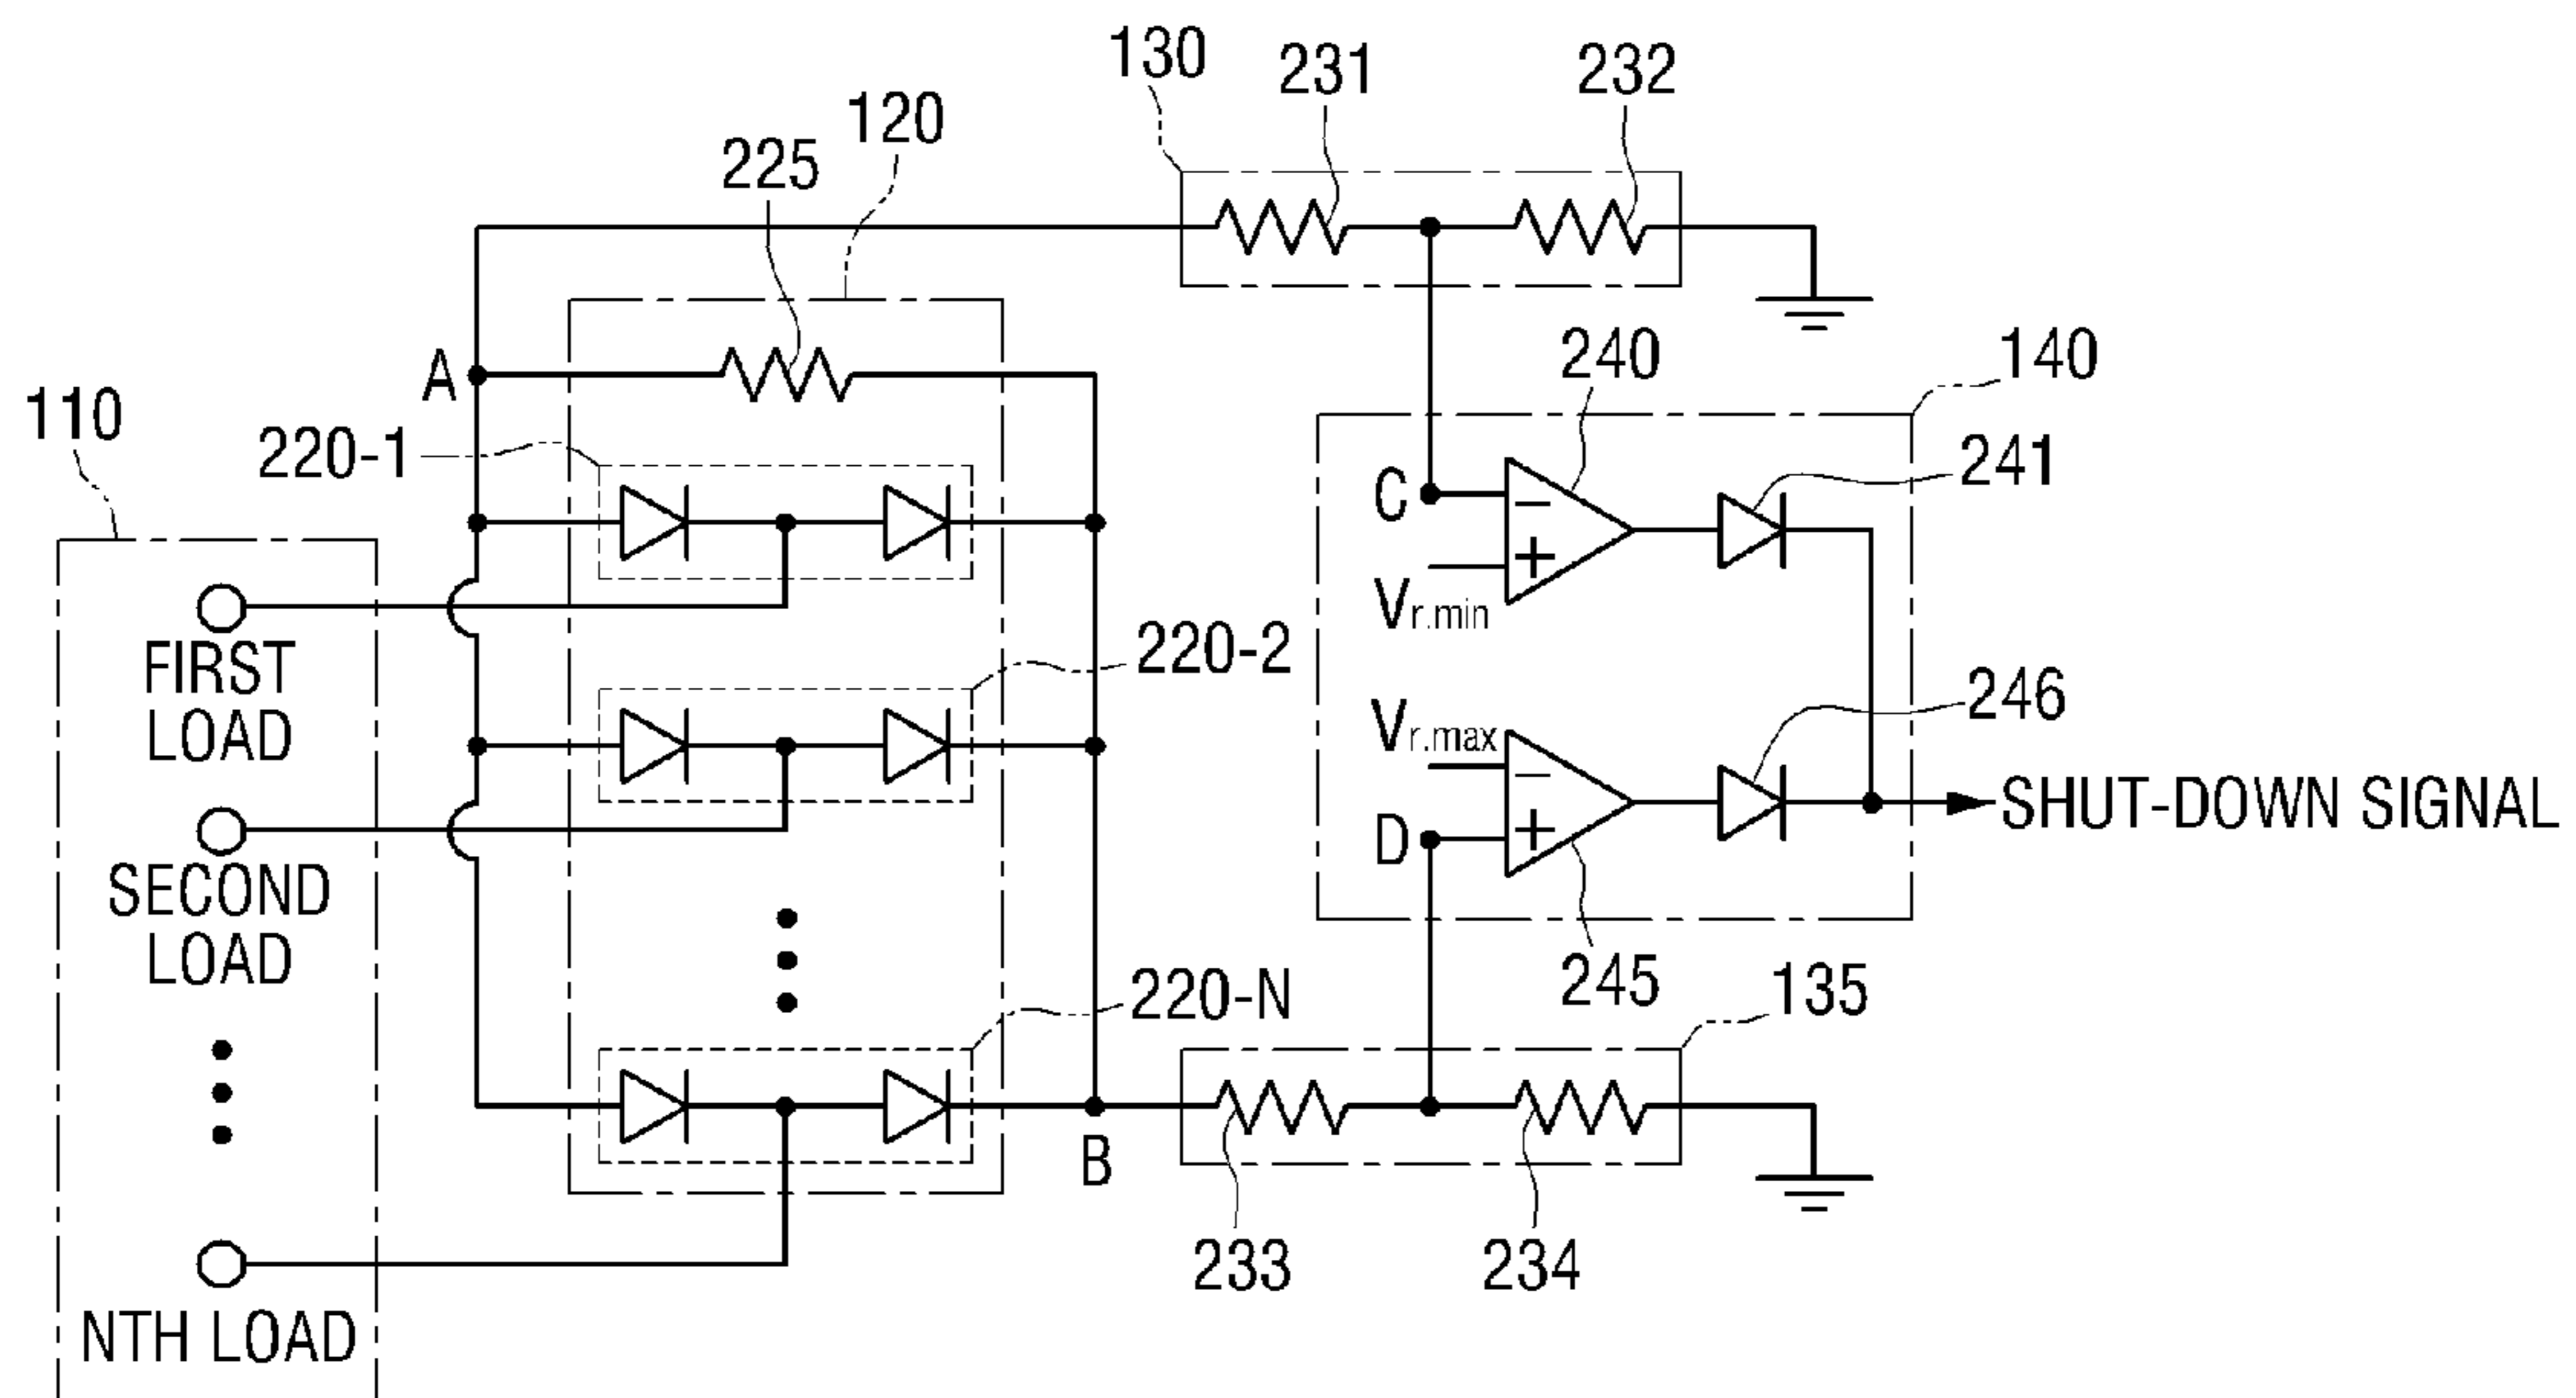 130
231
232
120
225
A
240
140
110
220-1
C
−
241
+
Vr.min
FIRST
LOAD
220-2
246
Vr.max
−
SHUT-DOWN SIGNAL
D
+
SECOND
LOAD
245
135
220-N
B
233
234
NTH LOAD